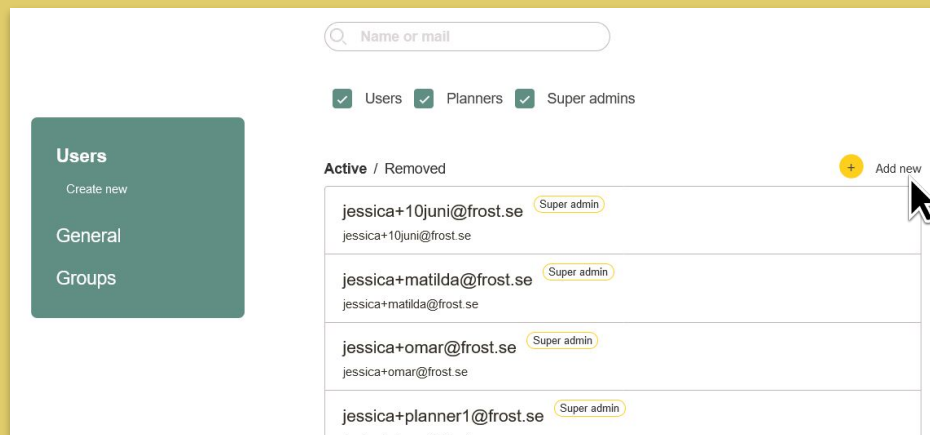 Name or mail
Users Planners Super admins
Users
Create new
General
Groups
Active / Removed
+ Add new
jessica+10juni@frost.se Super admin
jessica+10juni@frost.se
jessica+matilda@frost.se Super admin
jessica+matilda@frost.se
jessica+omar@frost.se Super admin
jessica+omar@frost.se
jessica+planner1@frost.se Super admin